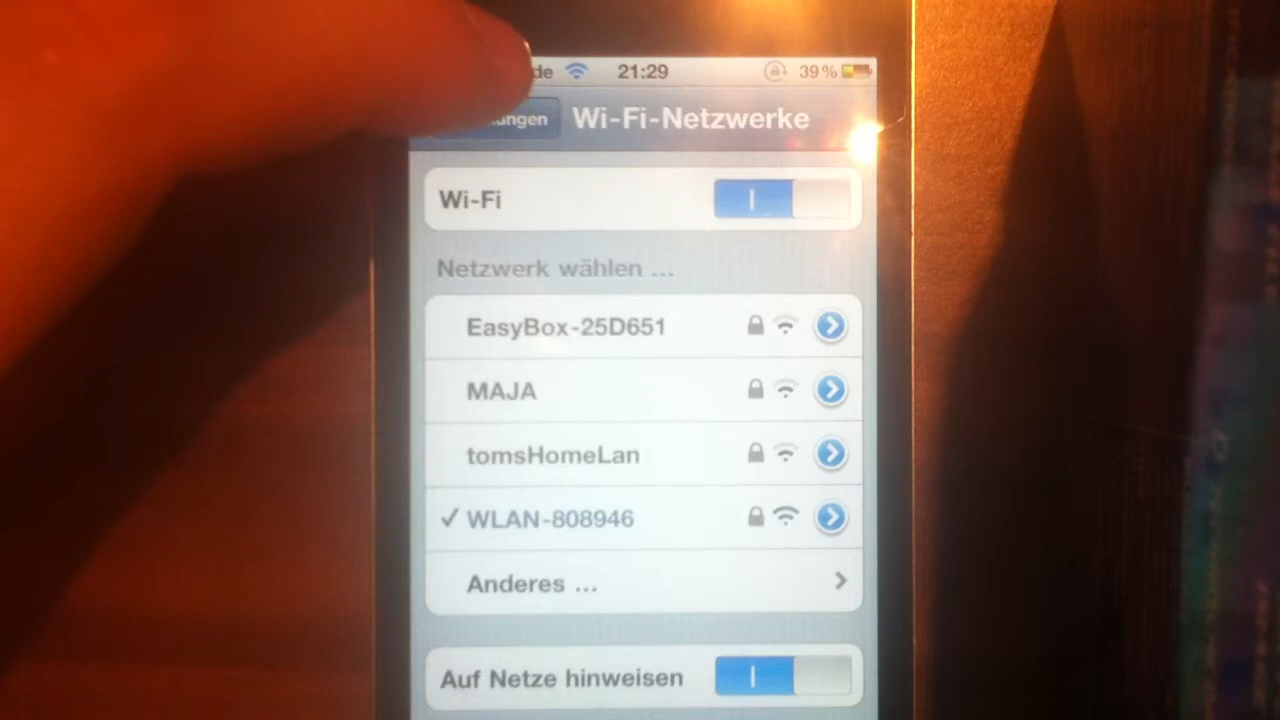 de 21:29 39%
ungen Wi-Fi-Netzwerke
Wi-Fi
Netzwerk wählen ...
EasyBox-25D651
MAJA
tomsHomeLan
✓ WLAN-808946
Anderes ...
Auf Netze hinweisen